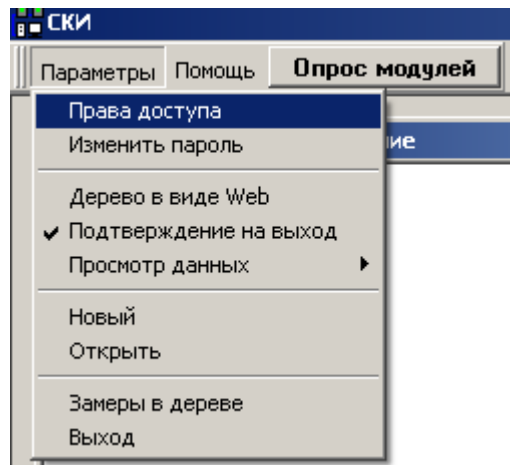 СКИ
Параметры Помощь Опрос модулей
Права доступа
Изменить пароль
ие
Дерево в виде Web
Подтверждение на выход
Просмотр данных
Новый
Открыть
Замеры в дереве
Выход